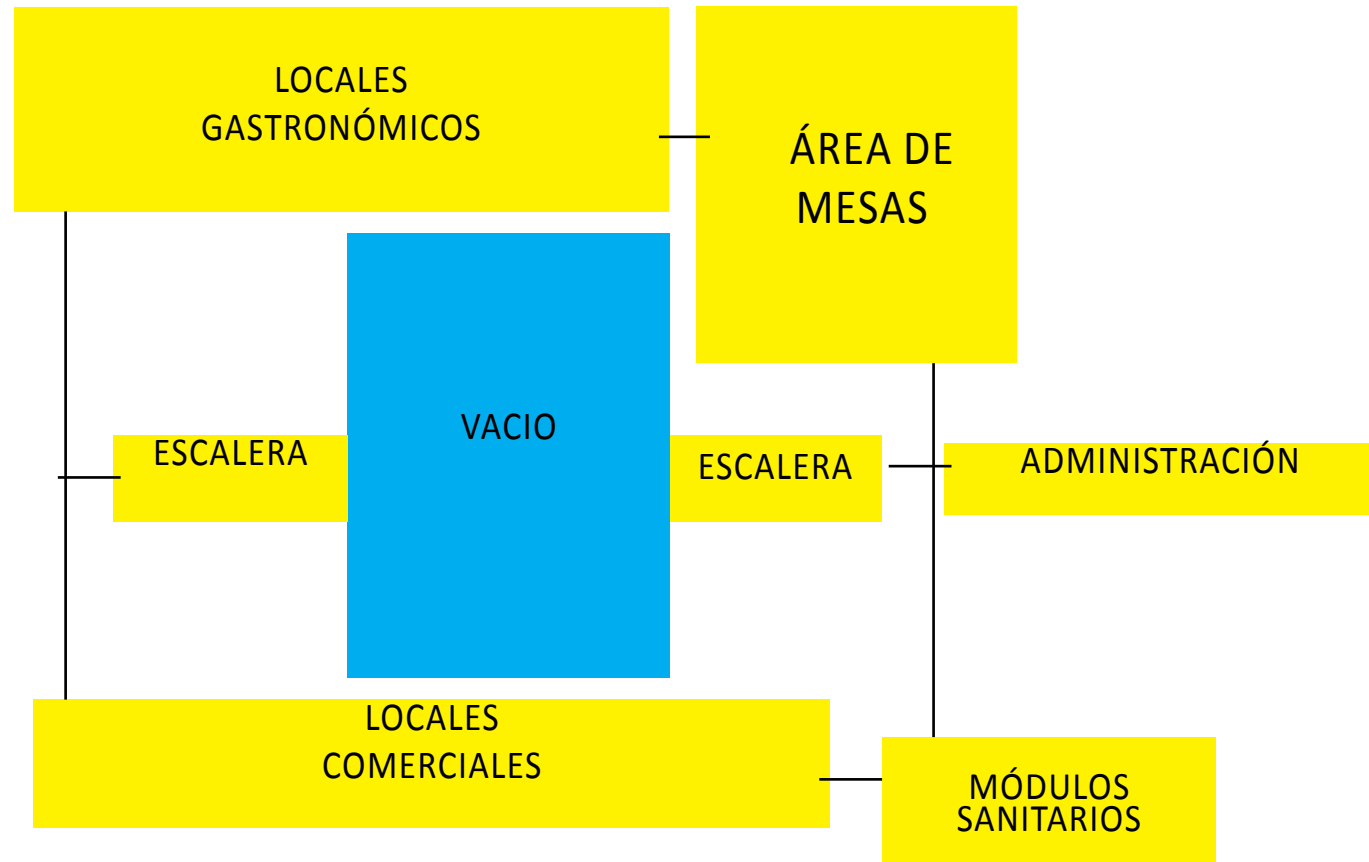 LOCALES
GASTRONÓMICOS
ÁREA DE
MESAS
VACIO
ESCALERA
ESCALERA
ADMINISTRACIÓN
LOCALES
COMERCIALES
MÓDULOS
SANITARIOS